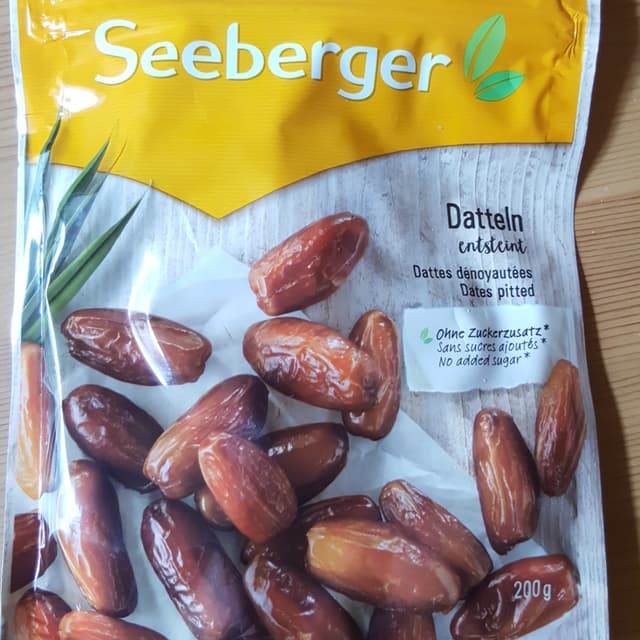 Seeberger
Datteln
entsteint
Dattes dénoyautées
Dates pitted
Ohne Zuckerzusatz*
Sans sucres ajoutés*
No added sugar*
200g